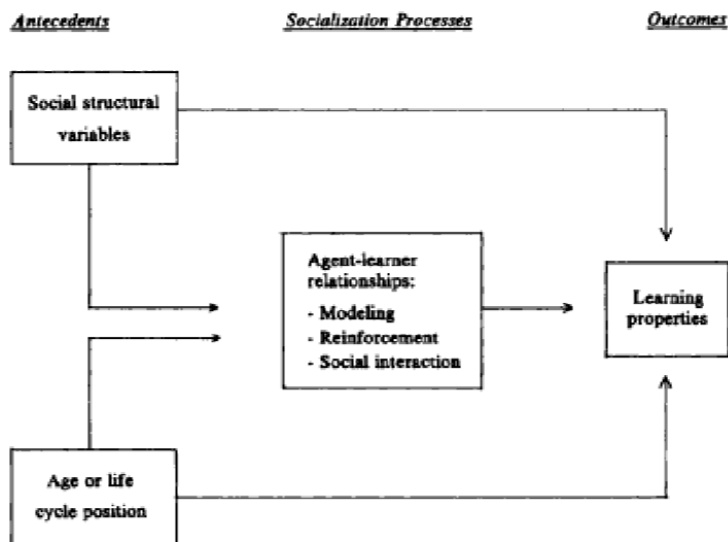 Antecedents
Socialization Processes
Outcomes
Social structural
variables
Agent-learner
relationships:
- Modeling
- Reinforcement
- Social interaction
Learning
properties
Age or life
cycle position